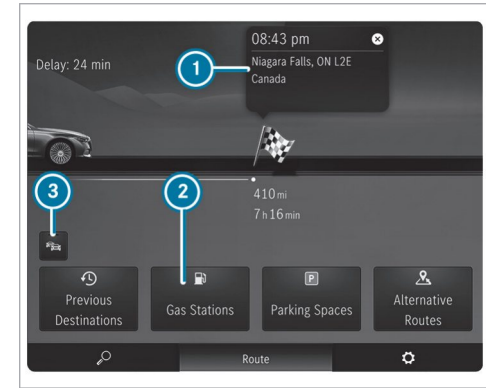 08:43 pm
Delay: 24 min
Niagara Falls, ON L2E
Canada
1
3
2
410 mi
7 h 16 min
P
Previous
Destinations
Gas Stations
Parking Spaces
Alternative
Routes
Route